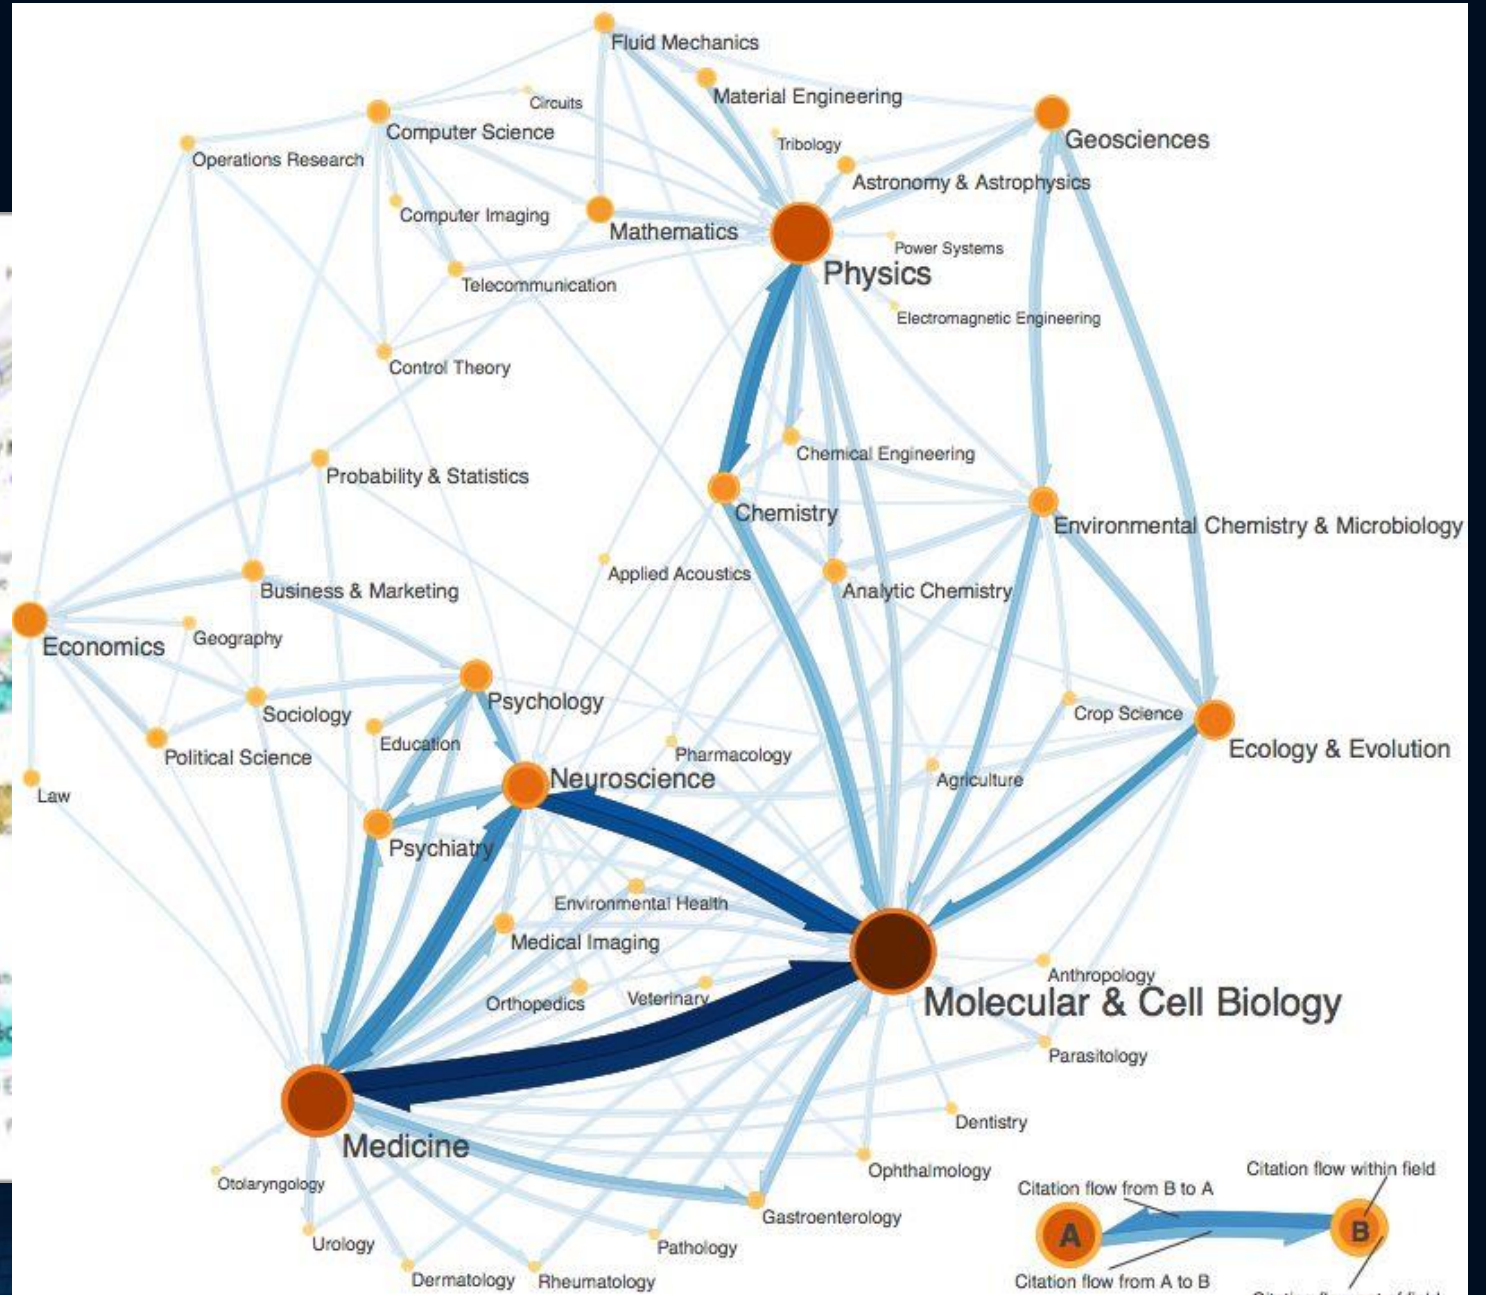 Fluid Mechanics
Material Engineering
Circuits
Computer Science
Geosciences
Tribology
Operations Research
Astronomy & Astrophysics
Computer Imaging
Mathematics
Power Systems
Physics
Telecommunication
Electromagnetic Engineering
Control Theory
Chemical Engineering
Probability & Statistics
Chemistry
Environmental Chemistry & Microbiology
Applied Acoustics
Business & Marketing
Analytic Chemistry
Geography
Economics
Psychology
Sociology
Crop Science
Education
Ecology & Evolution
Political Science
Pharmacology
Neuroscience
Agriculture
Law
Psychiatry
Environmental Health
Medical Imaging
Anthropology
Orthopedics
Veterinary
Molecular & Cell Biology
Parasitology
Dentistry
Medicine
Ophthalmology
Otolaryngology
Gastroenterology
Urology
Pathology
Dermatology
Rheumatology
Citation flow within field
Citation flow from B to A
A
B
Citation flow from A to B